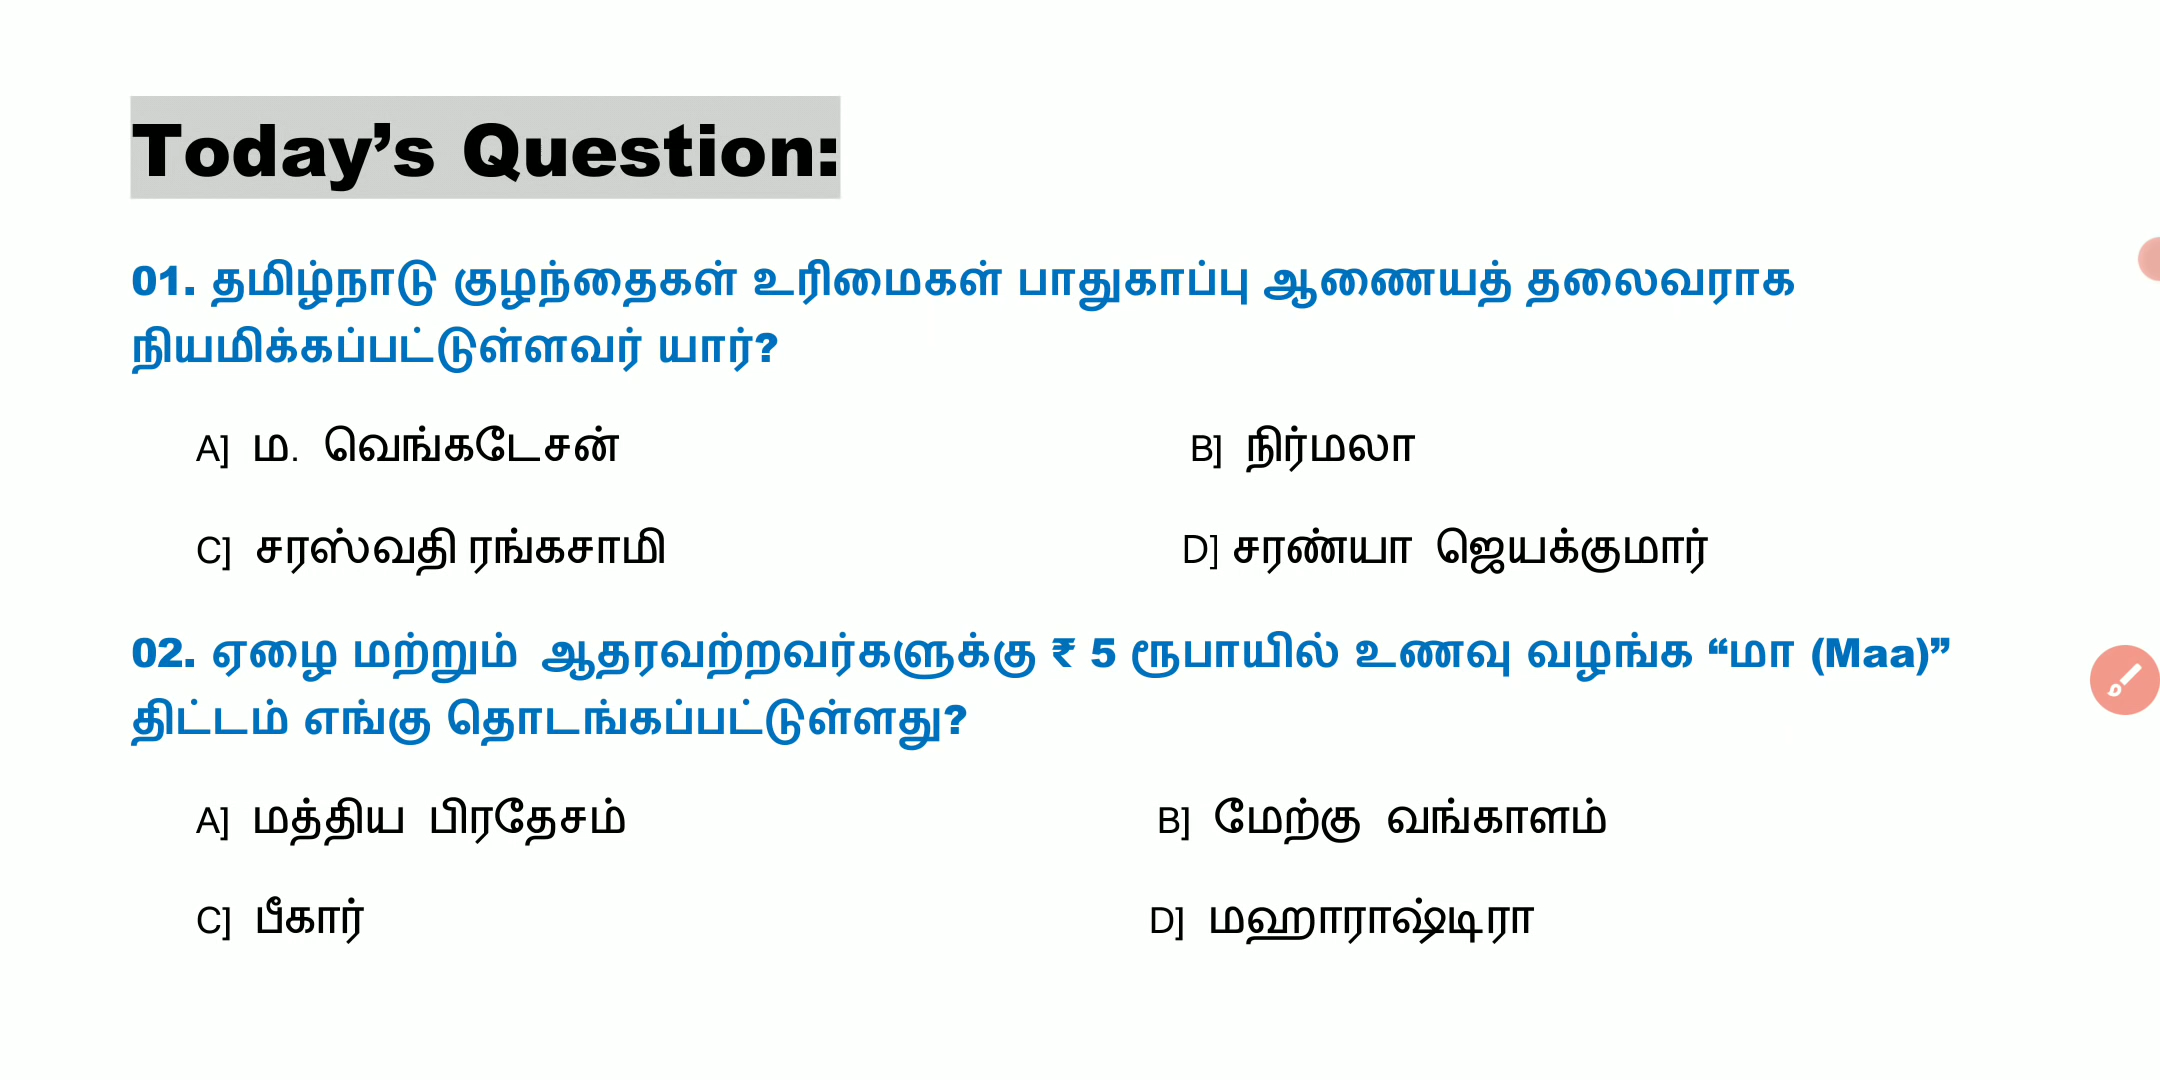 Today’s Question:
01. தமிழ்நாடு குழந்தைகள் உரிமைகள் பாதுகாப்பு ஆணையத் தலைவராக
நியமிக்கப்பட்டுள்ளவர் யார்?
A] ம. வெங்கடேசன் B] நிர்மலா
C] சரஸ்வதி ரங்கசாமி D] சரண்யா ஜெயக்குமார்
02. ஏழை மற்றும் ஆதரவற்றவர்களுக்கு ₹ 5 ரூபாயில் உணவு வழங்க “மா (Maa)”
திட்டம் எங்கு தொடங்கப்பட்டுள்ளது?
A] மத்திய பிரதேசம் B] மேற்கு வங்காளம்
C] பீகார் D] மஹாராஷ்டிரா